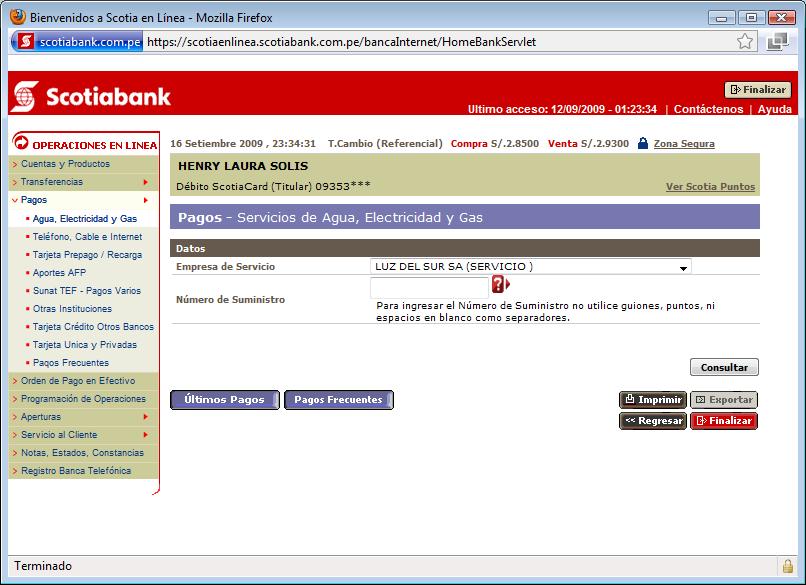 Bienvenidos a Scotia en Línea - Mozilla Firefox
scotiabank.com.pe https://scotiaenlinea.scotiabank.com.pe/bancaInternet/HomeBankServlet
Finalizar
Scotiabank
Ultimo acceso: 12/09/2009 - 01:23:34 | Contáctenos | Ayuda
OPERACIONES EN LINEA
> Cuentas y Productos
> Transferencias
Pagos
Agua, Electricidad y Gas
Teléfono, Cable e Internet
Tarjeta Prepago / Recarga
Aportes AFP
Sunat TEF - Pagos Varios
Otras Instituciones
Tarjeta Crédito Otros Bancos
Tarjeta Unica y Privadas
Pagos Frecuentes
> Orden de Pago en Efectivo
> Programación de Operaciones
> Aperturas
> Servicio al Cliente
> Notas, Estados, Constancias
> Registro Banca Telefónica
16 Setiembre 2009 , 23:34:31 T.Cambio (Referencial) Compra S/.2.8500 Venta S/.2.9300 Zona Segura
HENRY LAURA SOLIS
Débito ScotiaCard (Titular) 09353*** Ver Scotia Puntos
Pagos - Servicios de Agua, Electricidad y Gas
Datos
Empresa de Servicio LUZ DEL SUR SA (SERVICIO )
Número de Suministro ?
Para ingresar el Número de Suministro no utilice guiones, puntos, ni
espacios en blanco como separadores.
Consultar
Últimos Pagos Pagos Frecuentes Imprimir Exportar
<< Regresar Finalizar
Terminado